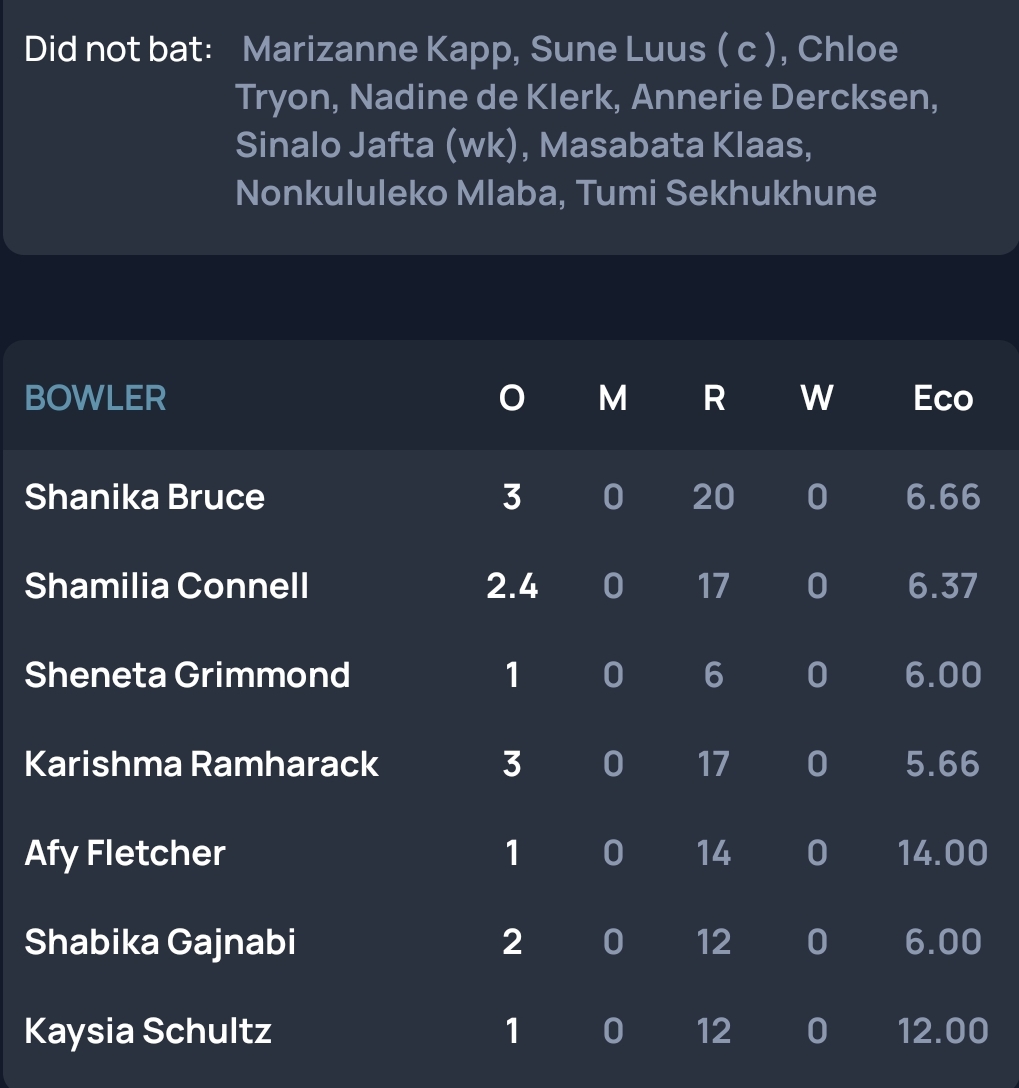 Did not bat: Marizanne Kapp, Sune Luus ( c ), Chloe
Tryon, Nadine de Klerk, Annerie Dercksen,
Sinalo Jafta (wk), Masabata Klaas,
Nonkululeko Mlaba, Tumi Sekhukhune
BOWLER O M R W Eco
Shanika Bruce 3 0 20 0 6.66
Shamilia Connell 2.4 0 17 0 6.37
Sheneta Grimmond 1 0 6 0 6.00
Karishma Ramharack 3 0 17 0 5.66
Afy Fletcher 1 0 14 0 14.00
Shabika Gajnabi 2 0 12 0 6.00
Kaysia Schultz 1 0 12 0 12.00